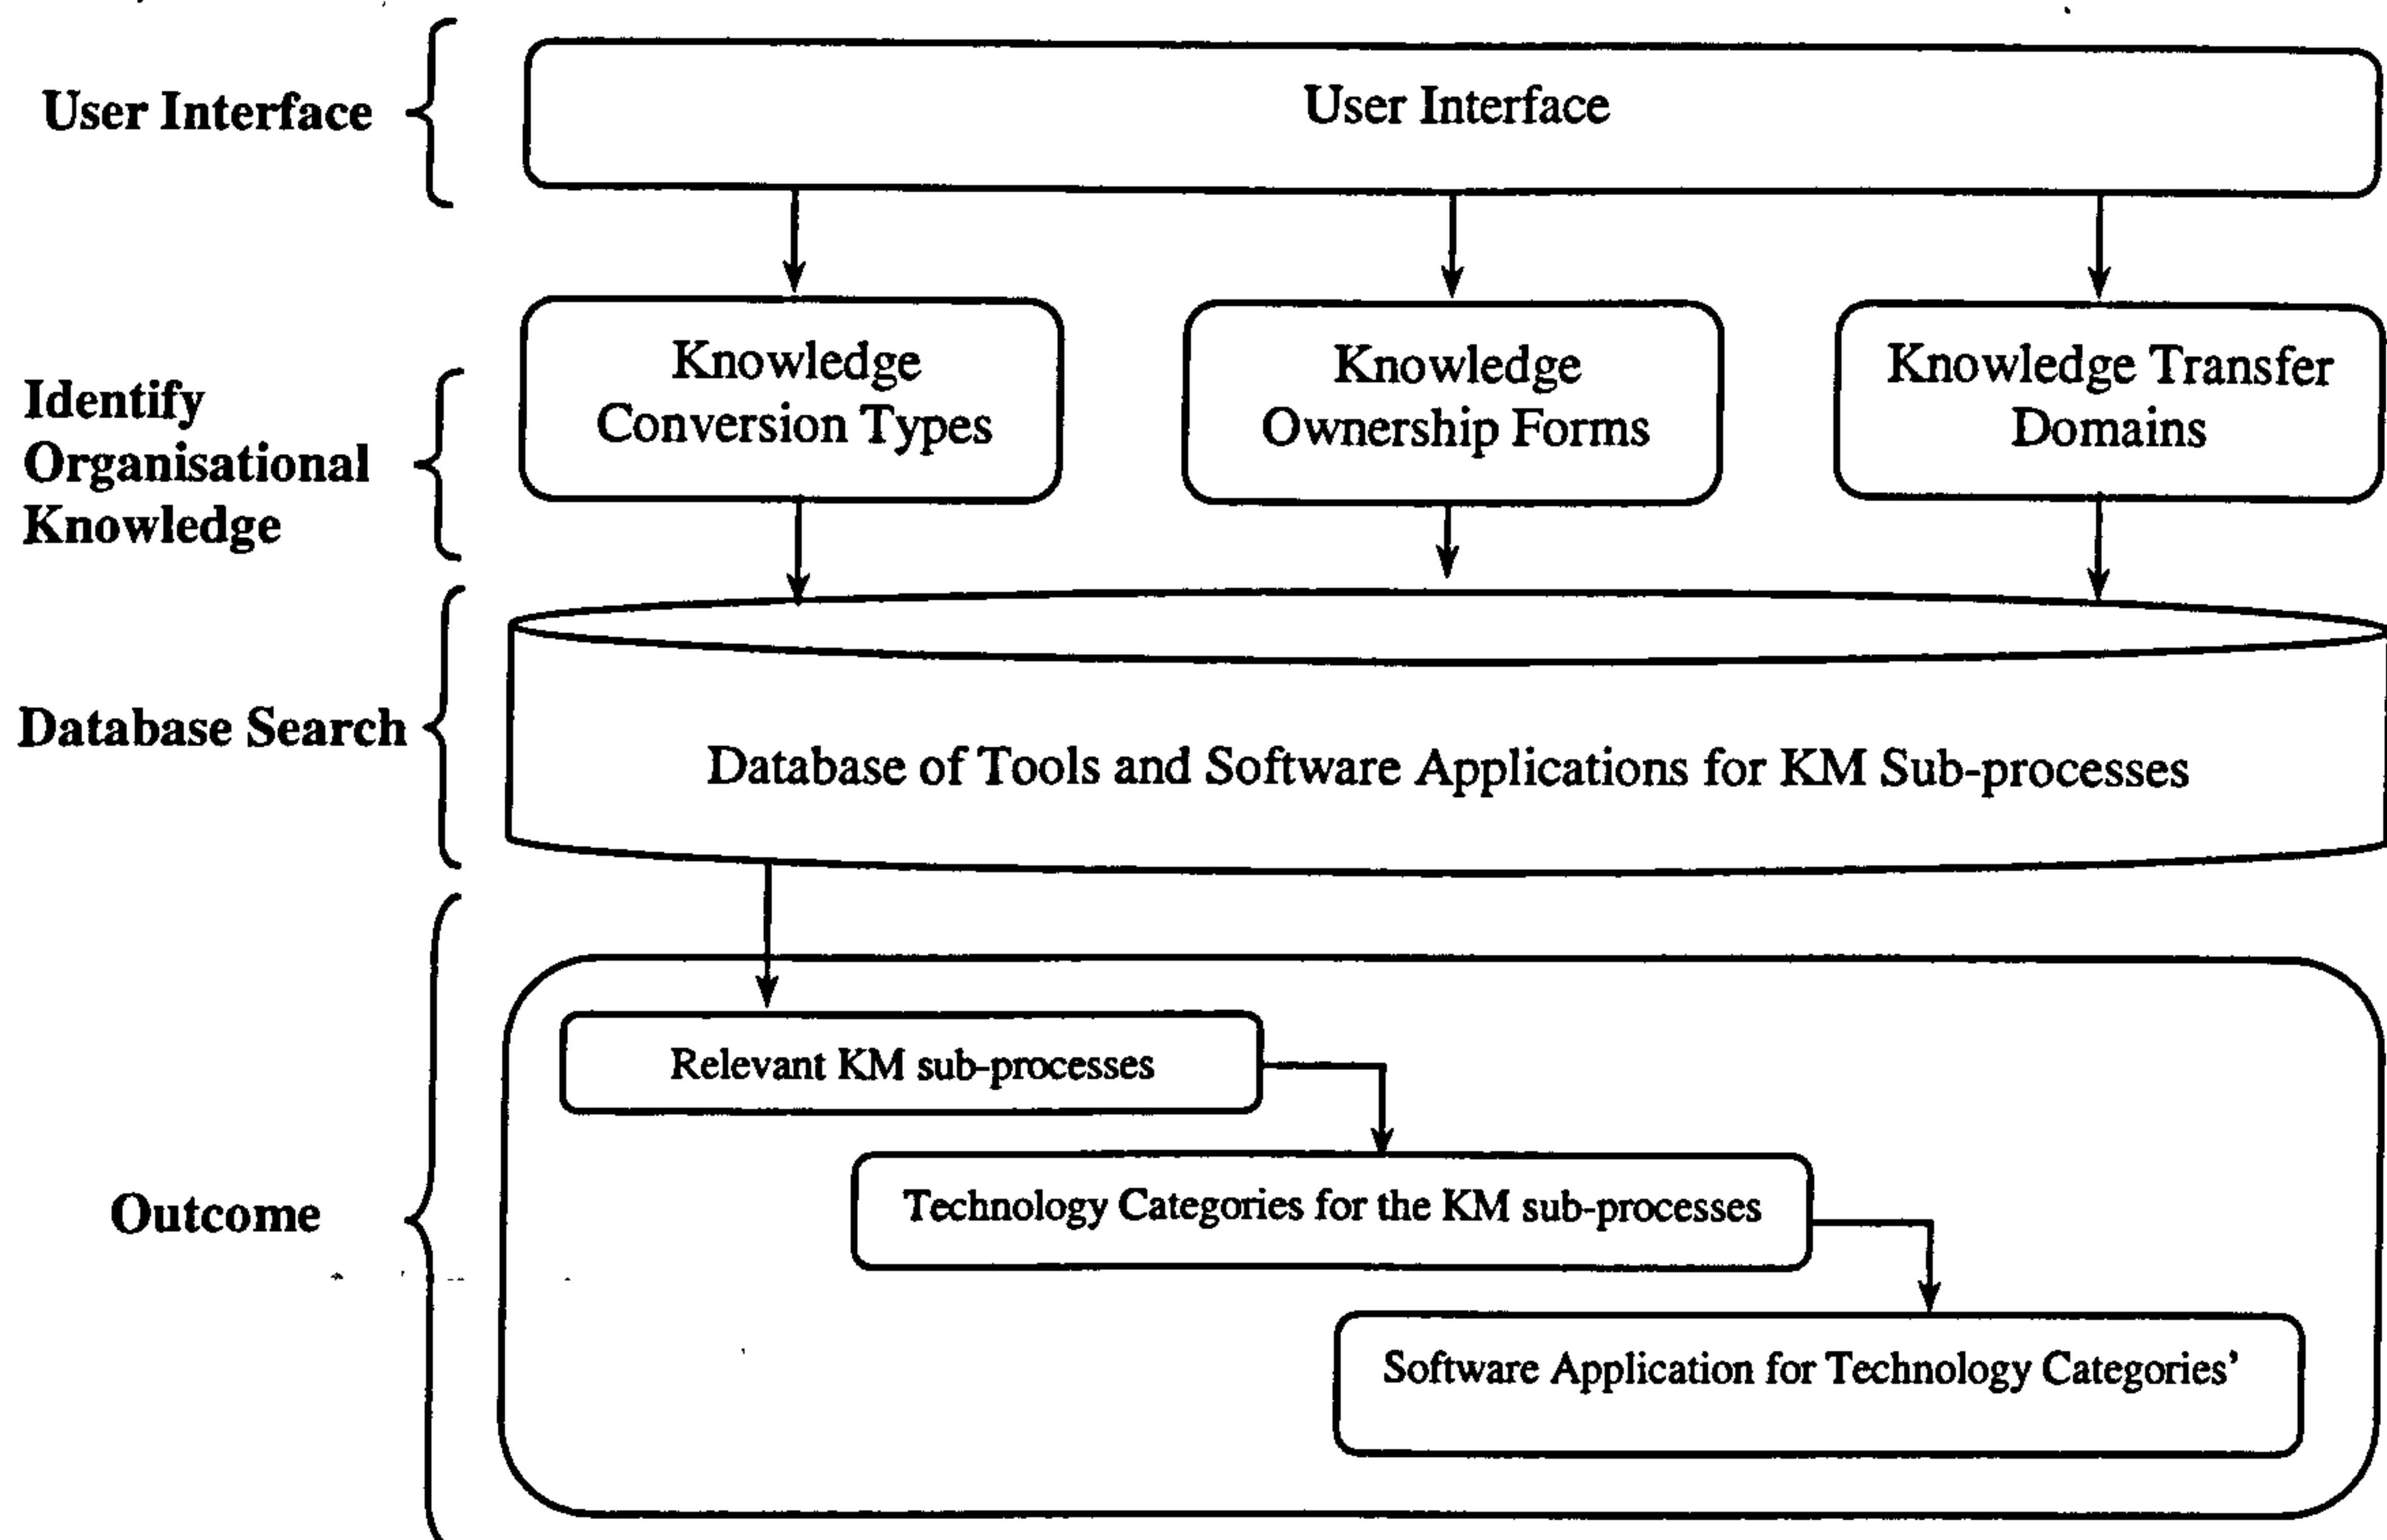 User Interface
User Interface
Identify
Organisational
Knowledge
Knowledge
Conversion Types
Knowledge
Ownership Forms
Knowledge Transfer
Domains
Database Search
Database of Tools and Software Applications for KM Sub-processes
Outcome
Relevant KM sub-processes
Technology Categories for the KM sub-processes
Software Application for Technology Categories’